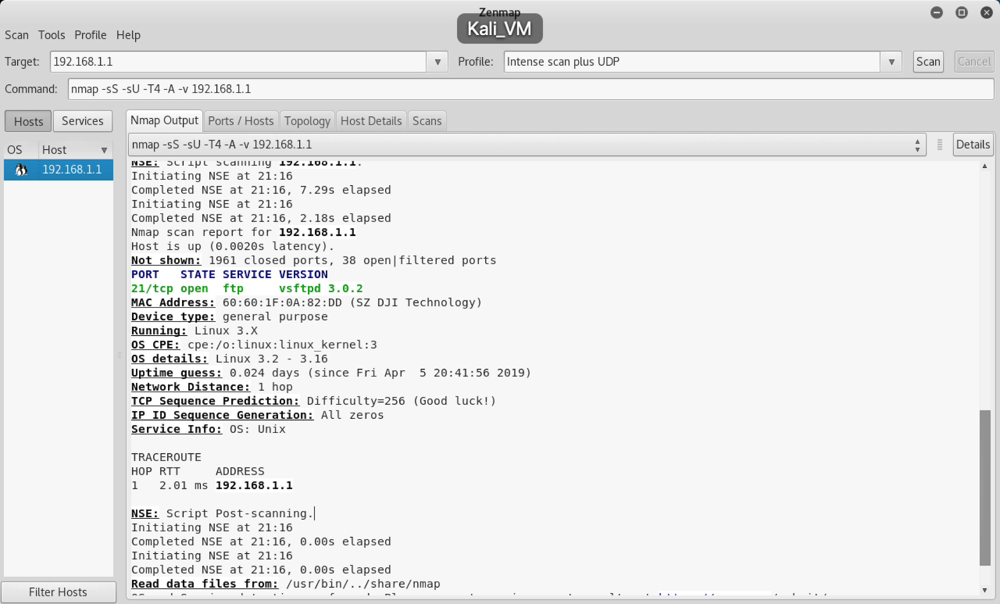 Zenmap
Kali_VM
Scan Tools Profile Help
Target: 192.168.1.1 Profile: Intense scan plus UDP Scan Cancel
Command: nmap -sS -sU -T4 -A -v 192.168.1.1
Hosts Services Nmap Output Ports / Hosts Topology Host Details Scans
OS Host
192.168.1.1
nmap -sS -sU -T4 -A -v 192.168.1.1 Details
NSE: Script scanning 192.168.1.1.
Initiating NSE at 21:16
Completed NSE at 21:16, 7.29s elapsed
Initiating NSE at 21:16
Completed NSE at 21:16, 2.18s elapsed
Nmap scan report for 192.168.1.1
Host is up (0.0020s latency).
Not shown: 1961 closed ports, 38 open|filtered ports
PORT   STATE SERVICE VERSION
21/tcp open  ftp     vsftpd 3.0.2
MAC Address: 60:60:1F:0A:82:DD (SZ DJI Technology)
Device type: general purpose
Running: Linux 3.X
OS CPE: cpe:/o:linux:linux_kernel:3
OS details: Linux 3.2 - 3.16
Uptime guess: 0.024 days (since Fri Apr  5 20:41:56 2019)
Network Distance: 1 hop
TCP Sequence Prediction: Difficulty=256 (Good luck!)
IP ID Sequence Generation: All zeros
Service Info: OS: Unix
TRACEROUTE
HOP RTT     ADDRESS
1   2.01 ms 192.168.1.1
NSE: Script Post-scanning.
Initiating NSE at 21:16
Completed NSE at 21:16, 0.00s elapsed
Initiating NSE at 21:16
Completed NSE at 21:16, 0.00s elapsed
Read data files from: /usr/bin/../share/nmap
Filter Hosts